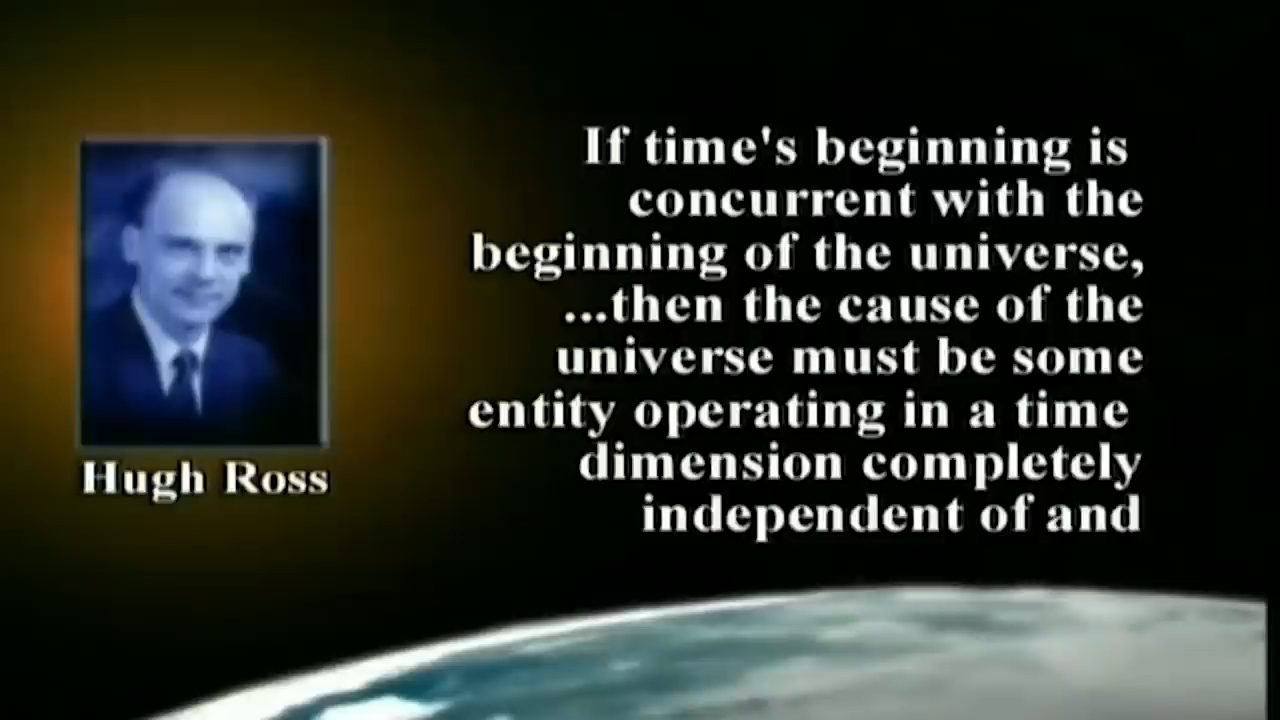 If time's beginning is
concurrent with the
beginning of the universe,
...then the cause of the
universe must be some
entity operating in a time
dimension completely
independent of and
Hugh Ross